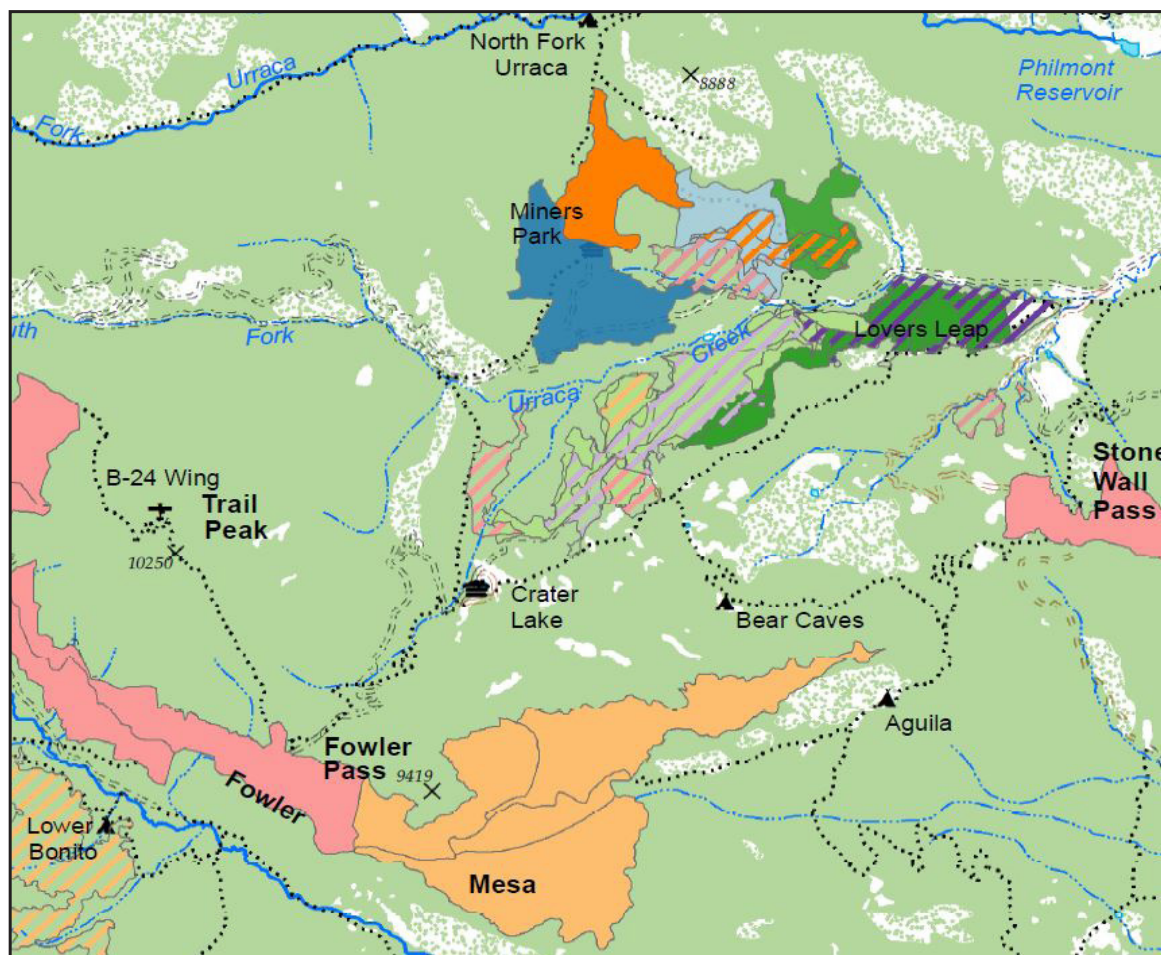 North Fork
Urraca
8888
Philmont
Reservoir
Urraca
Fork
Miners
Park
Lovers Leap
Creek
Fork
Urraca
Stone
Wall
Pass
B-24 Wing
Trail
Peak
10250
Crater
Lake
Bear Caves
Aguila
Fowler
Pass
9419
Fowler
Lower
Bonito
Mesa